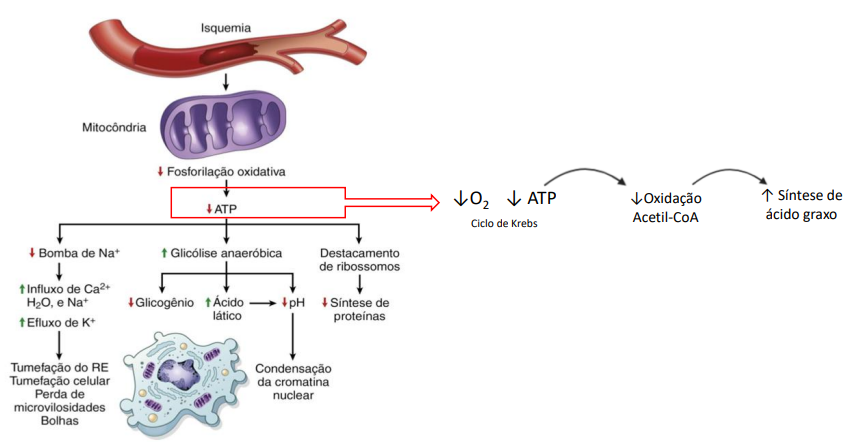 Isquemia
Mitocôndria
↓ Fosforilação oxidativa
↓ ATP
↓O₂ ↓ ATP
Ciclo de Krebs
↓Oxidação
Acetil-CoA
↑ Síntese de
ácido graxo
↓ Bomba de Na⁺
↑ Glicólise anaeróbica
Destacamento
de ribossomos
↑Influxo de Ca²⁺
H₂O, e Na⁺
↑Efluxo de K⁺
↓Glicogênio
↑Ácido
lático
↓pH
↓Síntese de
proteínas
Tumefação do RE
Tumefação celular
Perda de
microvilosidades
Bolhas
Condensação
da cromatina
nuclear